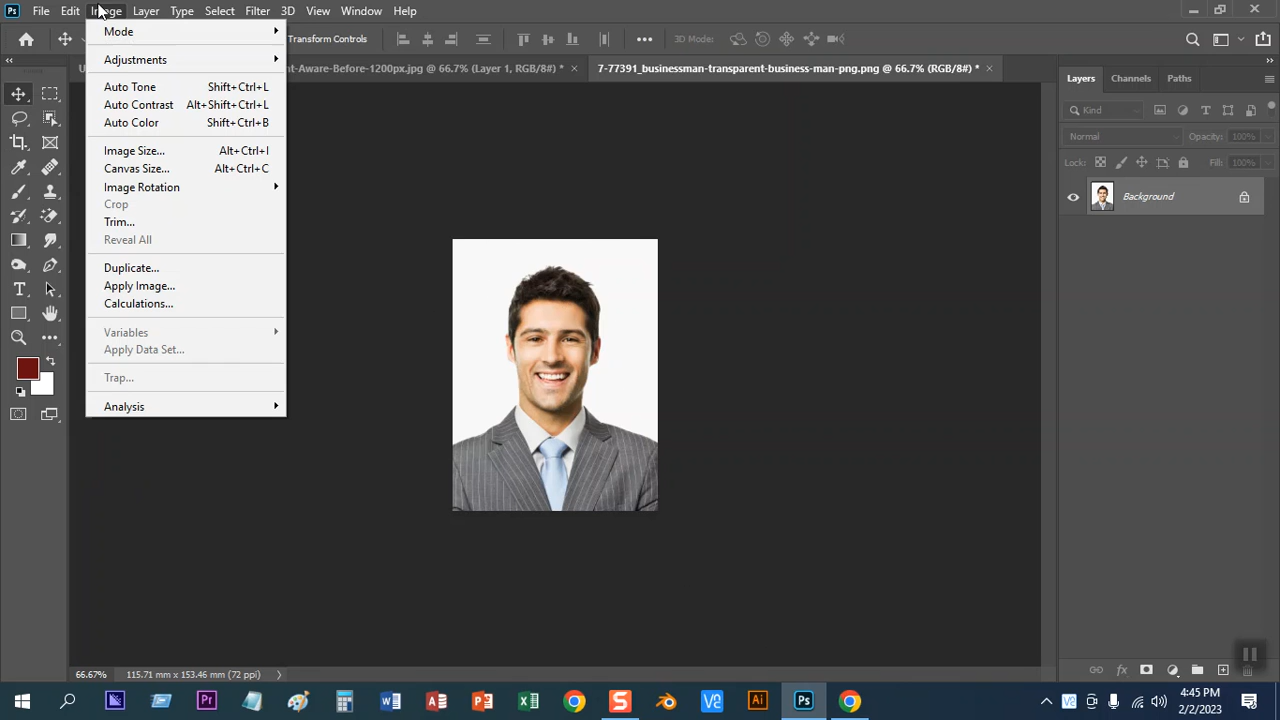 Ps File Edit Image Layer Type Select Filter 3D View Window Help
Transform Controls 3D Mode:
nt-Aware-Before-1200px.jpg @ 66.7% (Layer 1, RGB/8#) * × 7-77391_businessman-transparent-business-man-png.png @ 66.7% (RGB/8#) * ×
Mode
Adjustments
Auto Tone Shift+Ctrl+L
Auto Contrast Alt+Shift+Ctrl+L
Auto Color Shift+Ctrl+B
Image Size... Alt+Ctrl+I
Canvas Size... Alt+Ctrl+C
Image Rotation
Crop
Trim...
Reveal All
Duplicate...
Apply Image...
Calculations...
Variables
Apply Data Set...
Trap...
Analysis
Layers Channels Paths
Kind
Normal Opacity: 100%
Lock: Fill: 100%
Background
66.67% 115.71 mm x 153.46 mm (72 ppi)
4:45 PM
2/2/2023